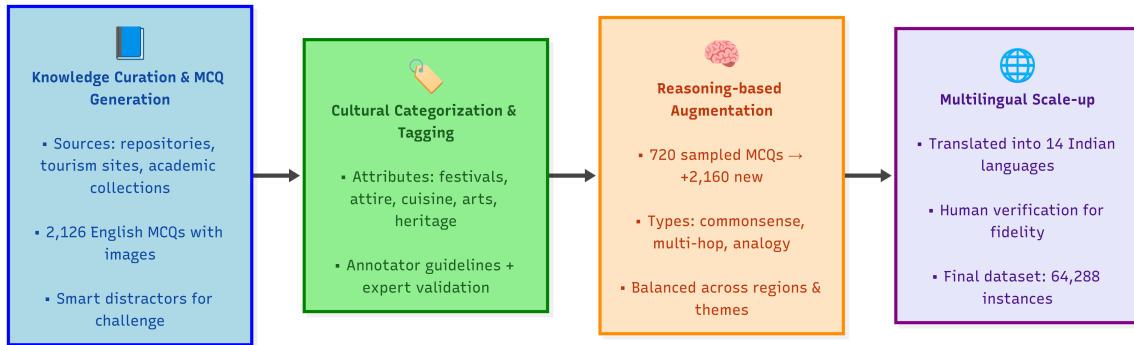 Knowledge Curation & MCQ
Generation
▪ Sources: repositories,
tourism sites, academic
collections
▪ 2,126 English MCQs with
images
▪ Smart distractors for
challenge
Cultural Categorization &
Tagging
▪ Attributes: festivals,
attire, cuisine, arts,
heritage
▪ Annotator guidelines +
expert validation
Reasoning-based
Augmentation
▪ 720 sampled MCQs →
+2,160 new
▪ Types: commonsense,
multi-hop, analogy
▪ Balanced across regions &
themes
Multilingual Scale-up
▪ Translated into 14 Indian
languages
▪ Human verification for
fidelity
▪ Final dataset: 64,288
instances